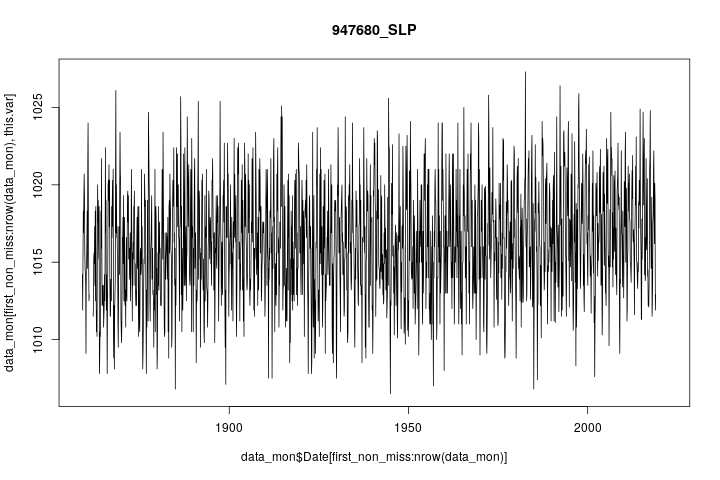 947680_SLP
data_mon[first_non_miss:nrow(data_mon), this.var]
1025
1020
1015
1010
1900
1950
2000
data_mon$Date[first_non_miss:nrow(data_mon)]